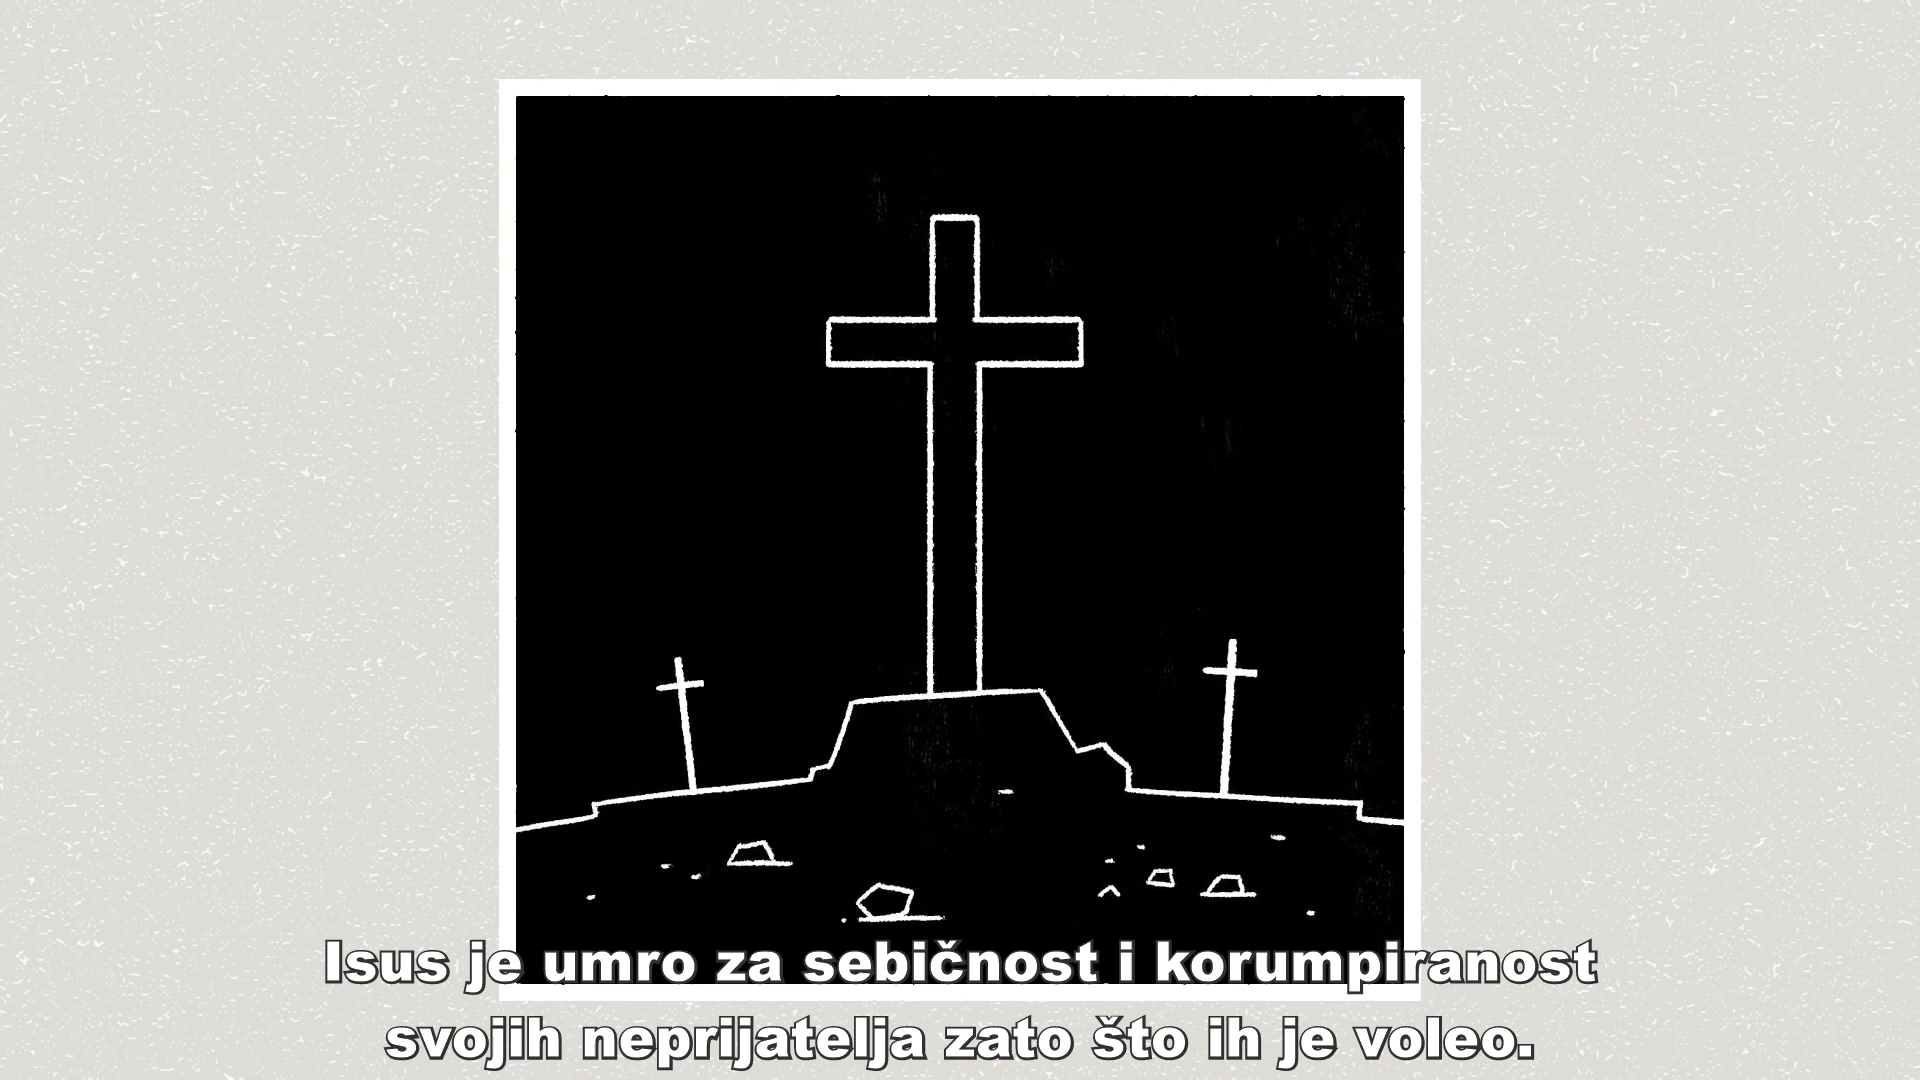 Isus je umro za sebičnost i korumpiranost
svojih neprijatelja zato što ih je voleo.